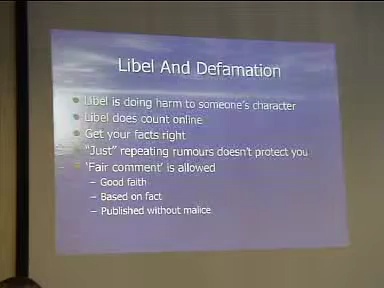 Libel And Defamation
Libel is doing harm to someone's character
Libel does count online
Get your facts right
"Just" repeating rumours doesn't protect you
'Fair comment' is allowed
– Good faith
– Based on fact
– Published without malice